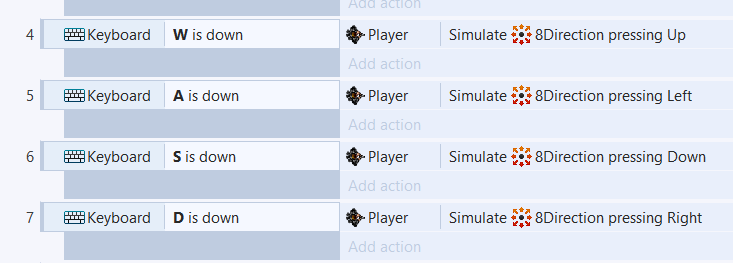 Add action
4 Keyboard W is down Player Simulate 8Direction pressing Up
Add action
5 Keyboard A is down Player Simulate 8Direction pressing Left
Add action
6 Keyboard S is down Player Simulate 8Direction pressing Down
Add action
7 Keyboard D is down Player Simulate 8Direction pressing Right
Add action